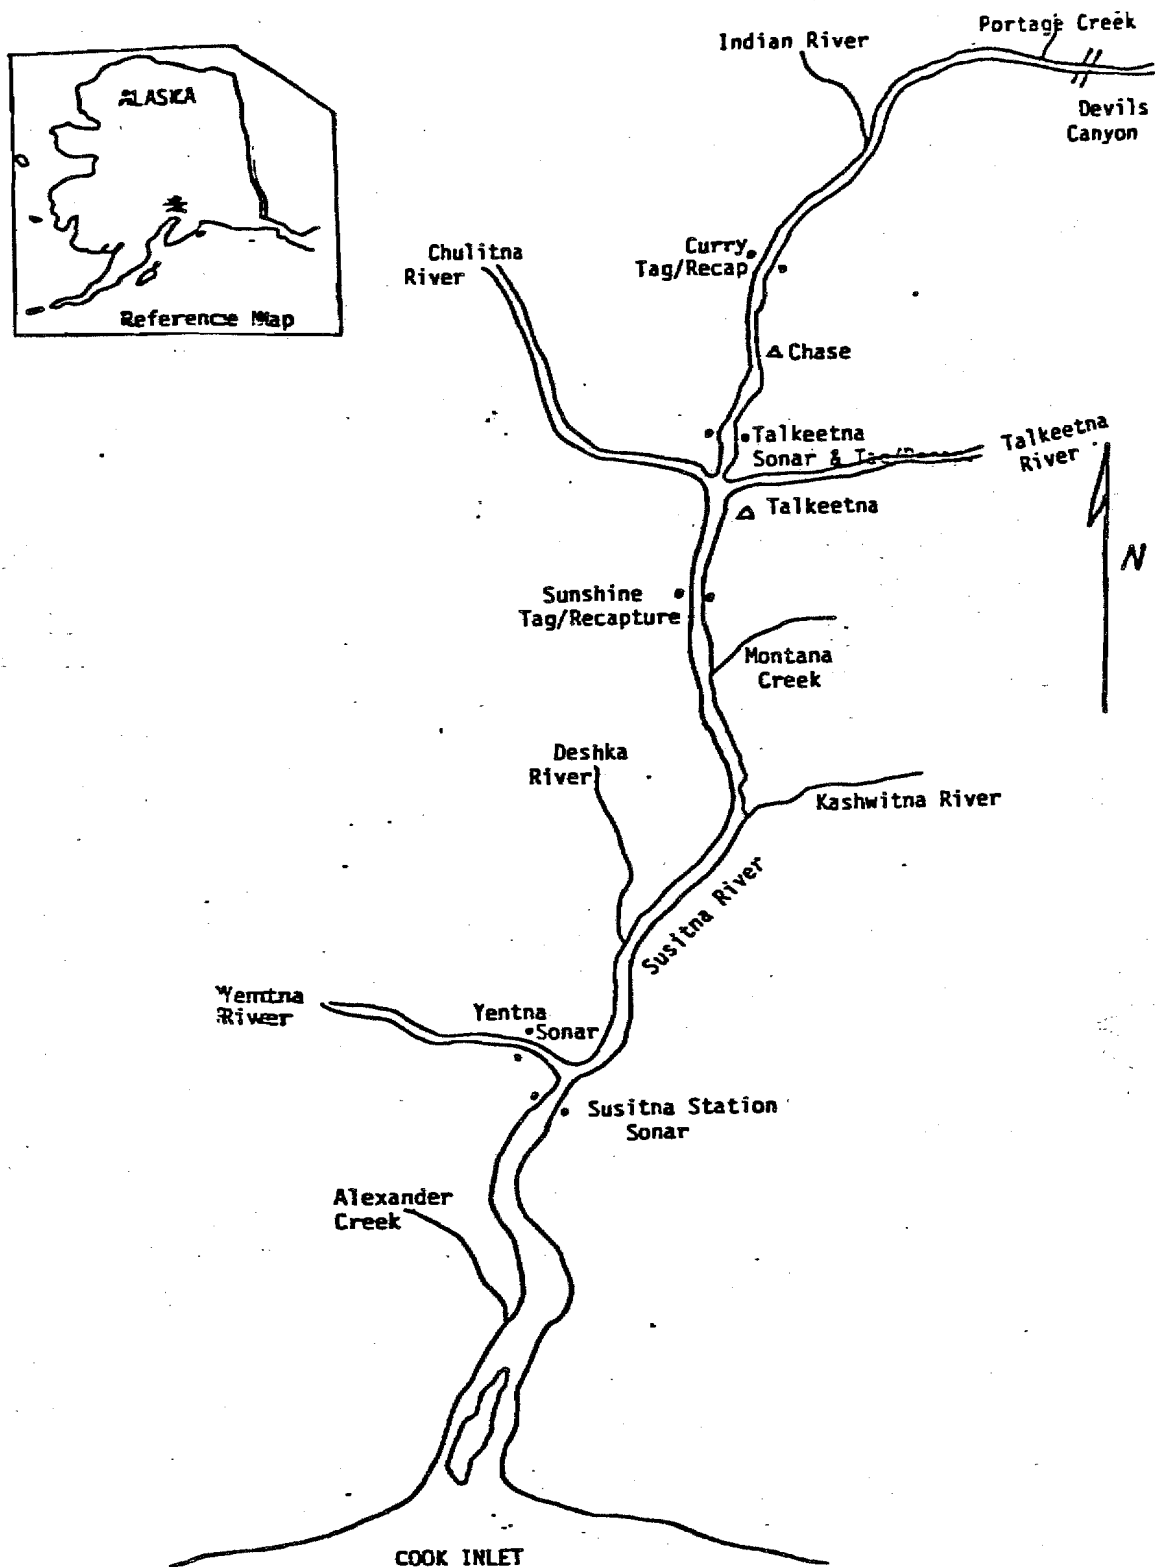 Portage Creek
Indian River
Devils
Canyon
ALASKA
Reference Map
Chulitna
River
Curry
Tag/Recap
Chase
Talkeetna
Sonar &
Talkeetna
River
Talkeetna
N
Sunshine
Tag/Recapture
Montana
Creek
Deshka
River
Kashwitna River
Susitna River
Yentna
River
Yentna
Sonar
Susitna Station
Sonar
Alexander
Creek
COOK INLET